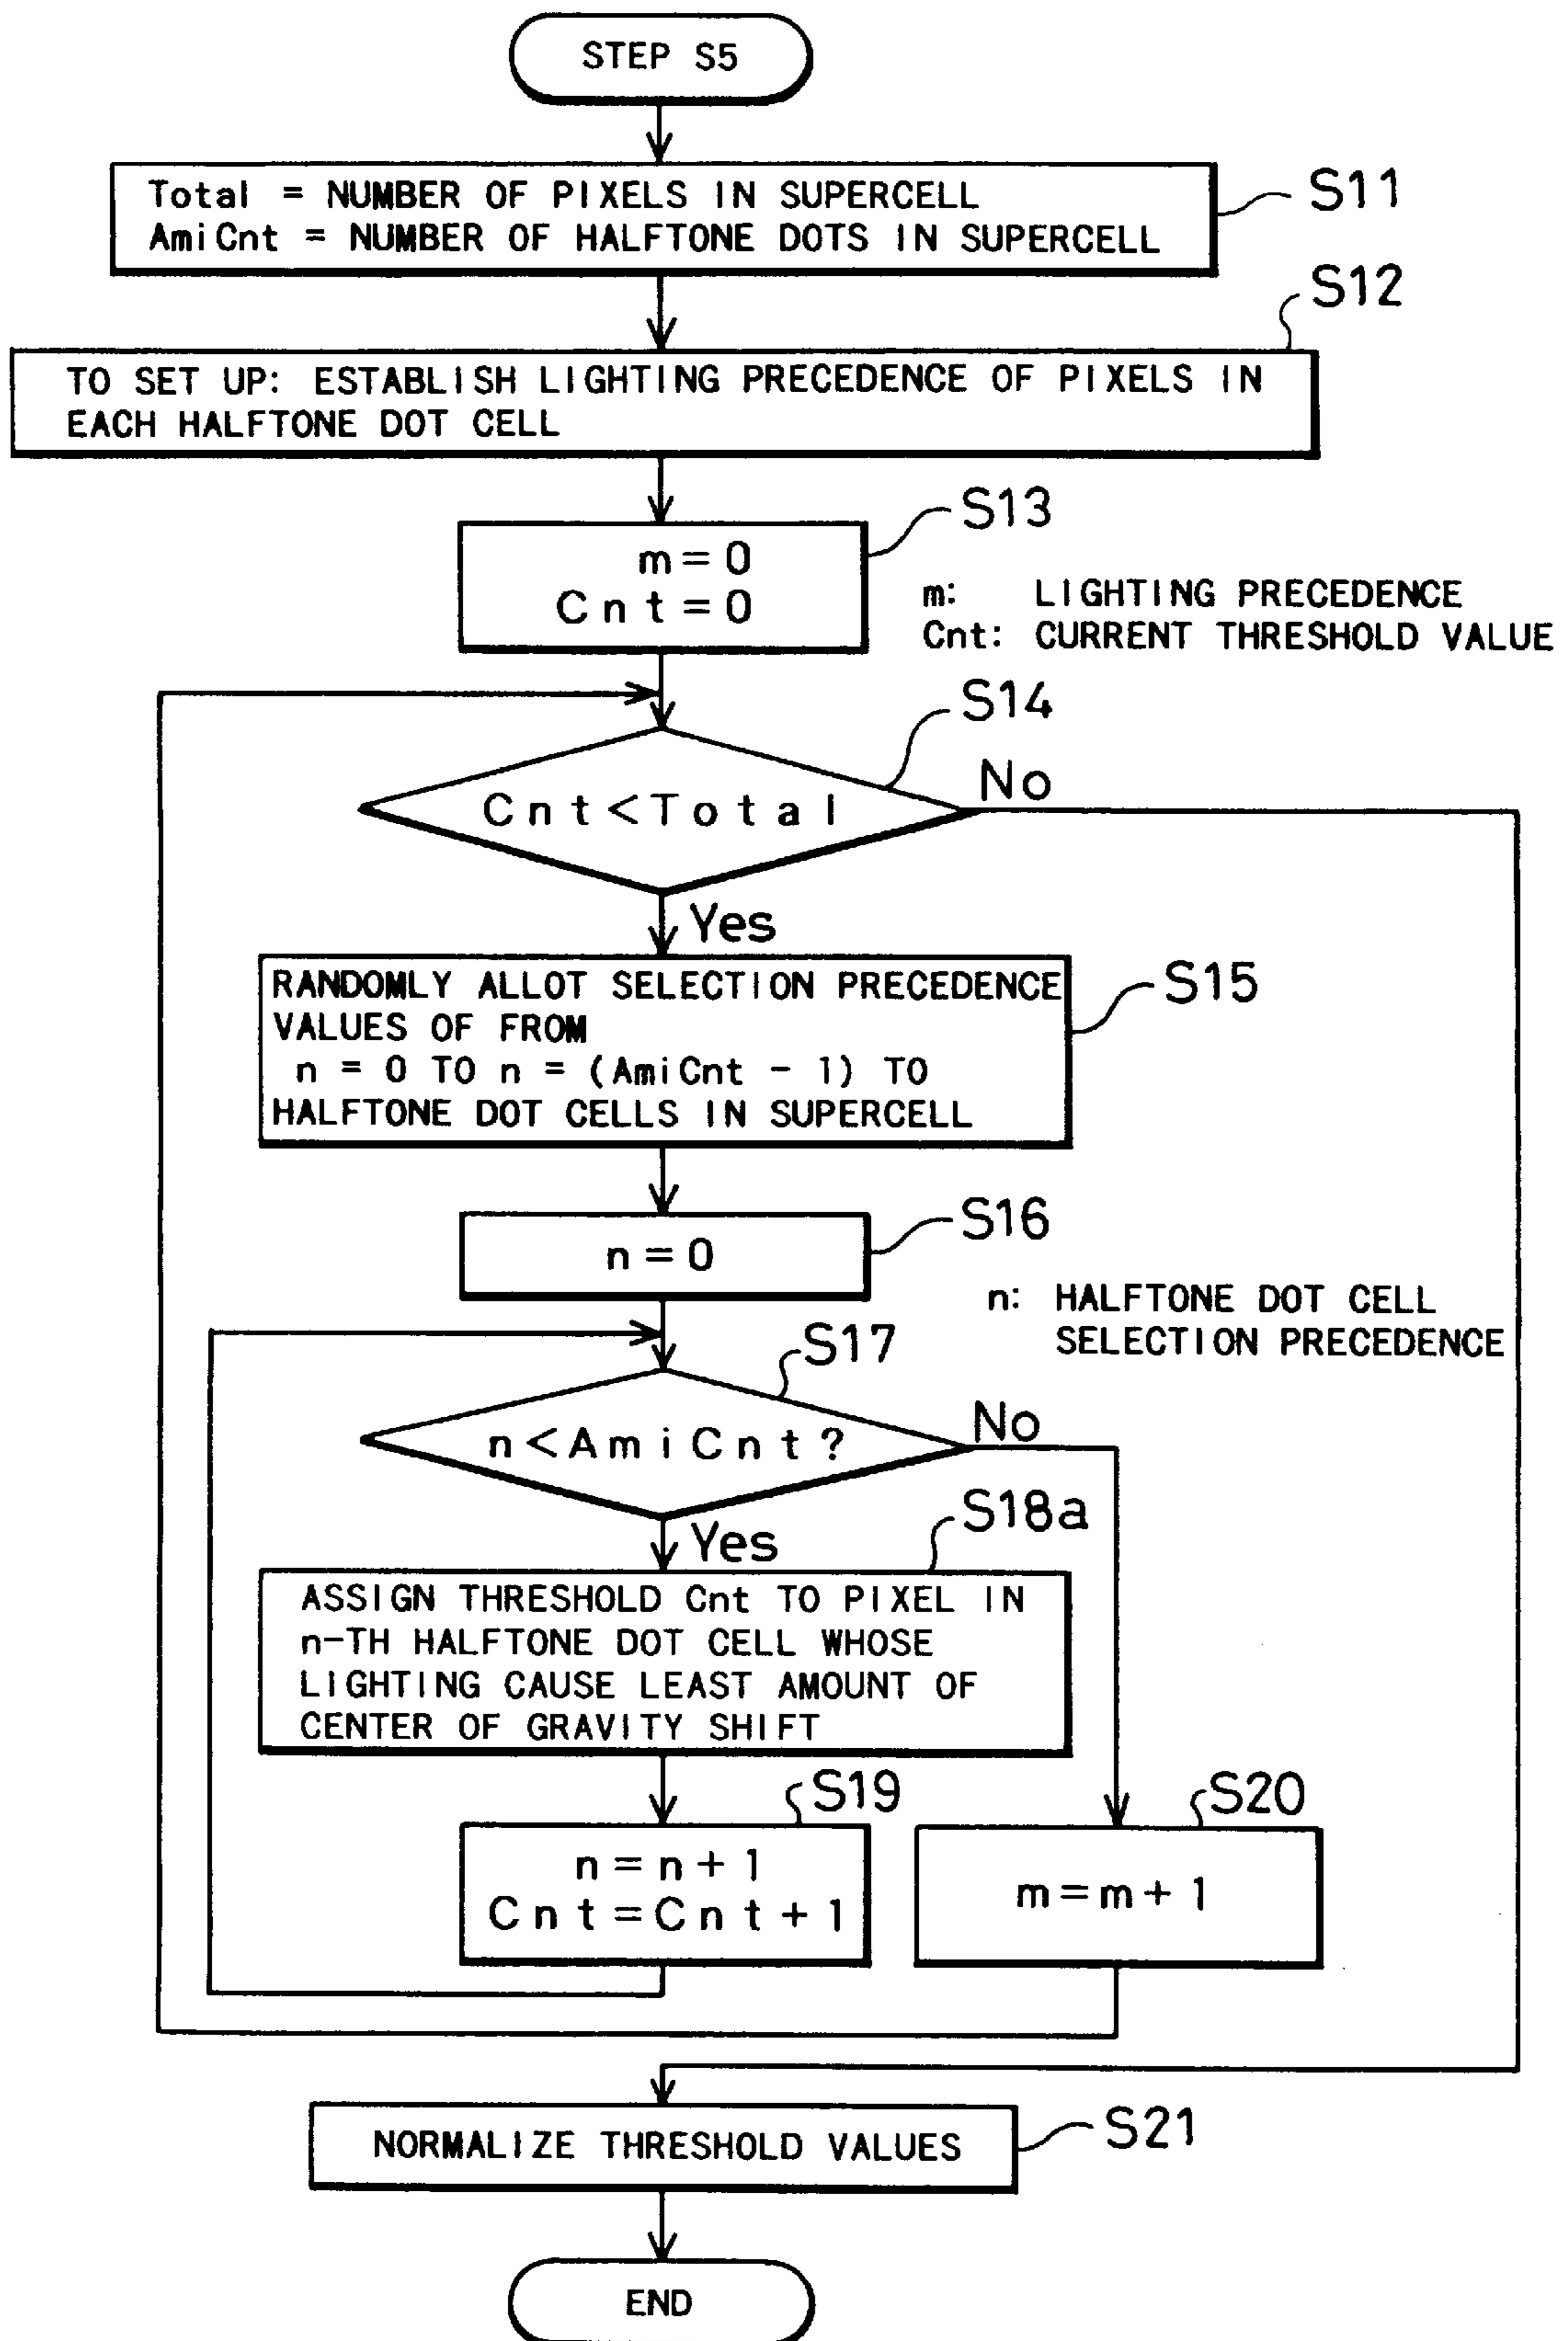 STEP S5
Total = NUMBER OF PIXELS IN SUPERCELL
AmiCnt = NUMBER OF HALFTONE DOTS IN SUPERCELL
S11
S12
TO SET UP: ESTABLISH LIGHTING PRECEDENCE OF PIXELS IN
EACH HALFTONE DOT CELL
S13
m=0
Cnt=0
m: LIGHTING PRECEDENCE
Cnt: CURRENT THRESHOLD VALUE
S14
Cnt<Total
No
Yes
RANDOMLY ALLOT SELECTION PRECEDENCE
VALUES OF FROM
n = 0 TO n = (AmiCnt - 1) TO
HALFTONE DOT CELLS IN SUPERCELL
S15
S16
n=0
n: HALFTONE DOT CELL
SELECTION PRECEDENCE
S17
n<AmiCnt?
No
Yes
S18a
ASSIGN THRESHOLD Cnt TO PIXEL IN
n-TH HALFTONE DOT CELL WHOSE
LIGHTING CAUSE LEAST AMOUNT OF
CENTER OF GRAVITY SHIFT
S19
n=n+1
Cnt=Cnt+1
S20
m=m+1
NORMALIZE THRESHOLD VALUES
S21
END